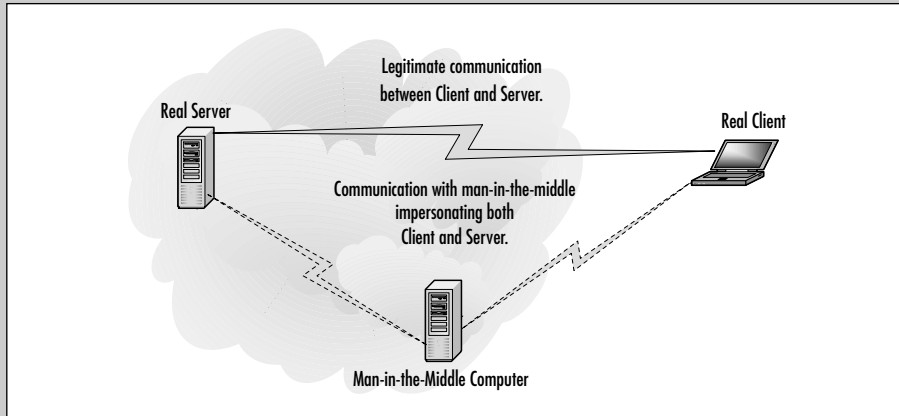 Legitimate communication
between Client and Server.
Real Server
Real Client
Communication with man-in-the-middle
impersonating both
Client and Server.
Man-in-the-Middle Computer